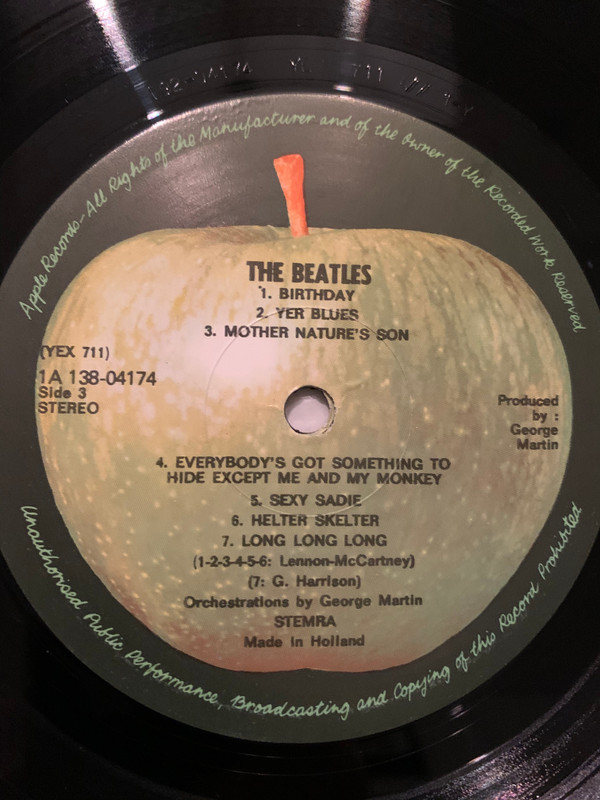 Apple Records-All Rights of the Manufacturer and of the Owner of the Recorded Work Reserved
THE BEATLES
1. BIRTHDAY
2. YER BLUES
3. MOTHER NATURE'S SON
(YEX 711)
1A 138-04174
Side 3
STEREO
Produced
by :
George
Martin
4. EVERYBODY'S GOT SOMETHING TO
HIDE EXCEPT ME AND MY MONKEY
5. SEXY SADIE
6. HELTER SKELTER
7. LONG LONG LONG
(1-2-3-4-5-6: Lennon-McCartney)
(7: G. Harrison)
Orchestrations by George Martin
STEMRA
Made in Holland
Unauthorised Public Performance, Broadcasting and Copying of this Record Prohibited